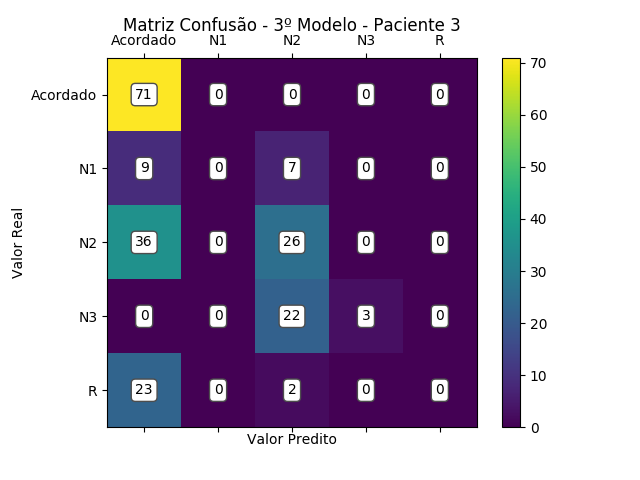 Matriz Confusão - 3º Modelo - Paciente 3
Acordado N1 N2 N3 R
Acordado 71 0 0 0 0
N1 9 0 7 0 0
N2 36 0 26 0 0
N3 0 0 22 3 0
R 23 0 2 0 0
Valor Real
Valor Predito
70
60
50
40
30
20
10
0